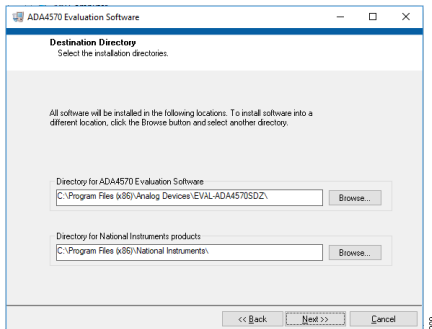 ADA4570 Evaluation Software
Destination Directory
Select the installation directories.
All software will be installed in the following locations. To install software into a
different location, click the Browse button and select another directory.
Directory for ADA4570 Evaluation Software
C:\Program Files (x86)\Analog Devices\EVAL-ADA4570SDZ\
Browse...
Directory for National Instruments products
C:\Program Files (x86)\National Instruments\
Browse...
<< Back
Next >>
Cancel